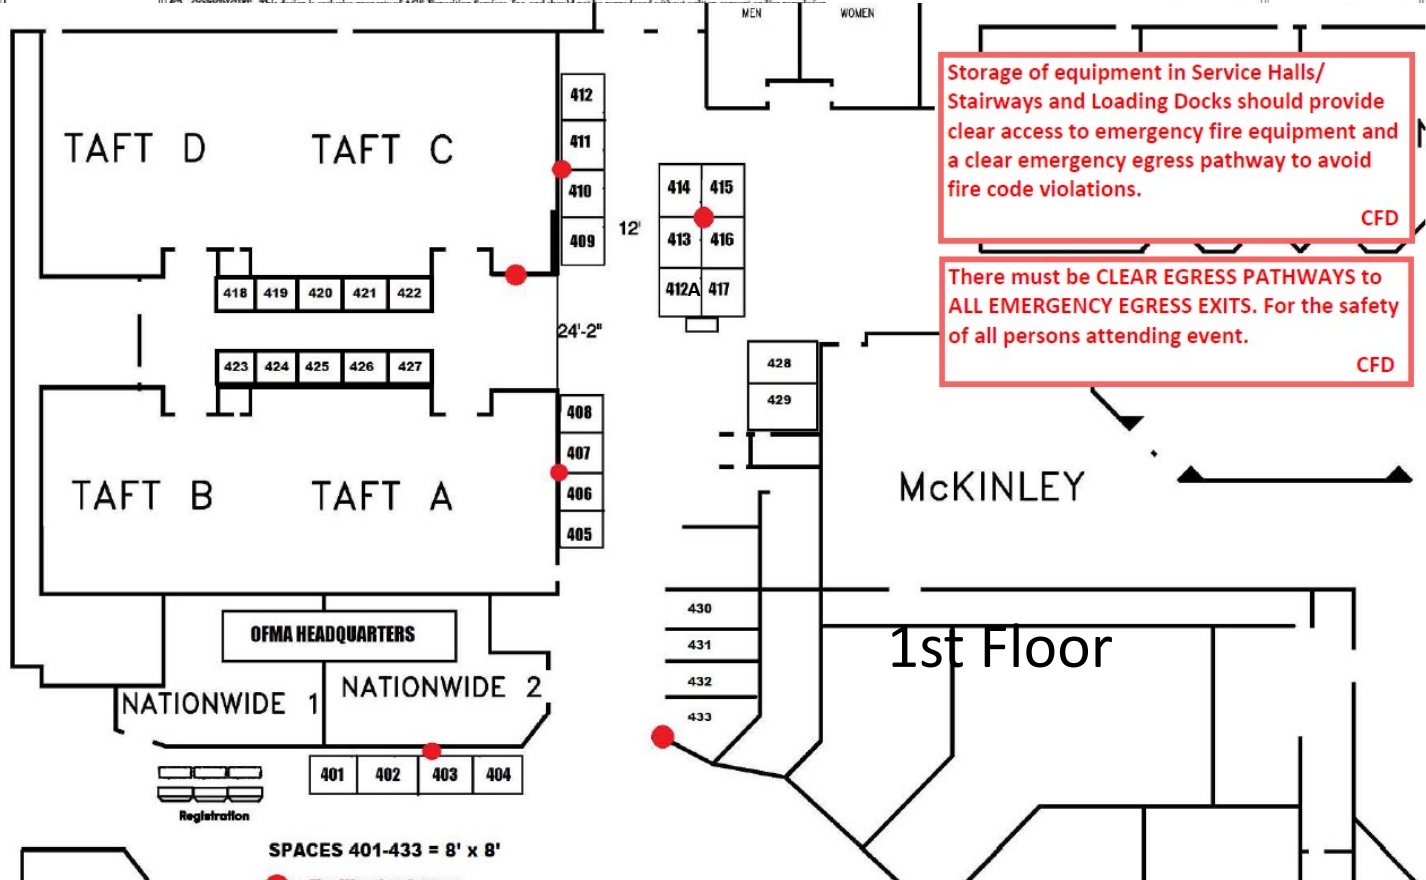 MEN WOMEN
Storage of equipment in Service Halls/
Stairways and Loading Docks should provide
clear access to emergency fire equipment and
a clear emergency egress pathway to avoid
fire code violations.
CFD
There must be CLEAR EGRESS PATHWAYS to
ALL EMERGENCY EGRESS EXITS. For the safety
of all persons attending event.
CFD
TAFT D TAFT C
412
411
410
409
12'
414 415
413 416
412A 417
418 419 420 421 422
24'-2"
423 424 425 426 427
428
429
408
407
406
405
TAFT B TAFT A
McKINLEY
430
431
432
433
1st Floor
OFMA HEADQUARTERS
NATIONWIDE 1 NATIONWIDE 2
401 402 403 404
Registration
SPACES 401-433 = 8' x 8'